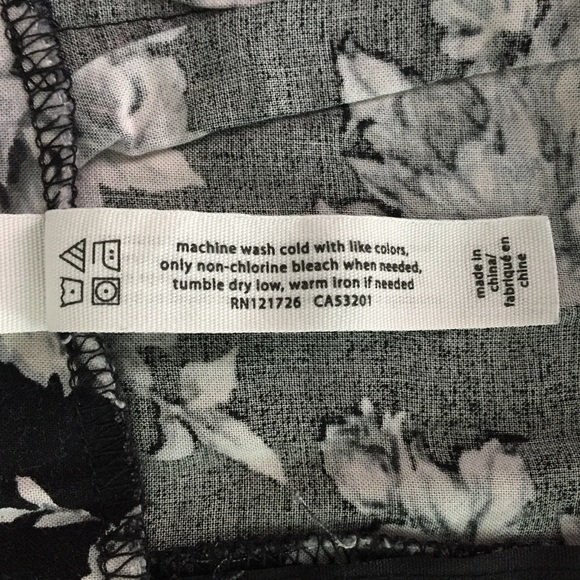 machine wash cold with like colors,
only non-chlorine bleach when needed,
tumble dry low, warm iron if needed
RN121726 CA53201
made in
china/
fabriqué en
chine